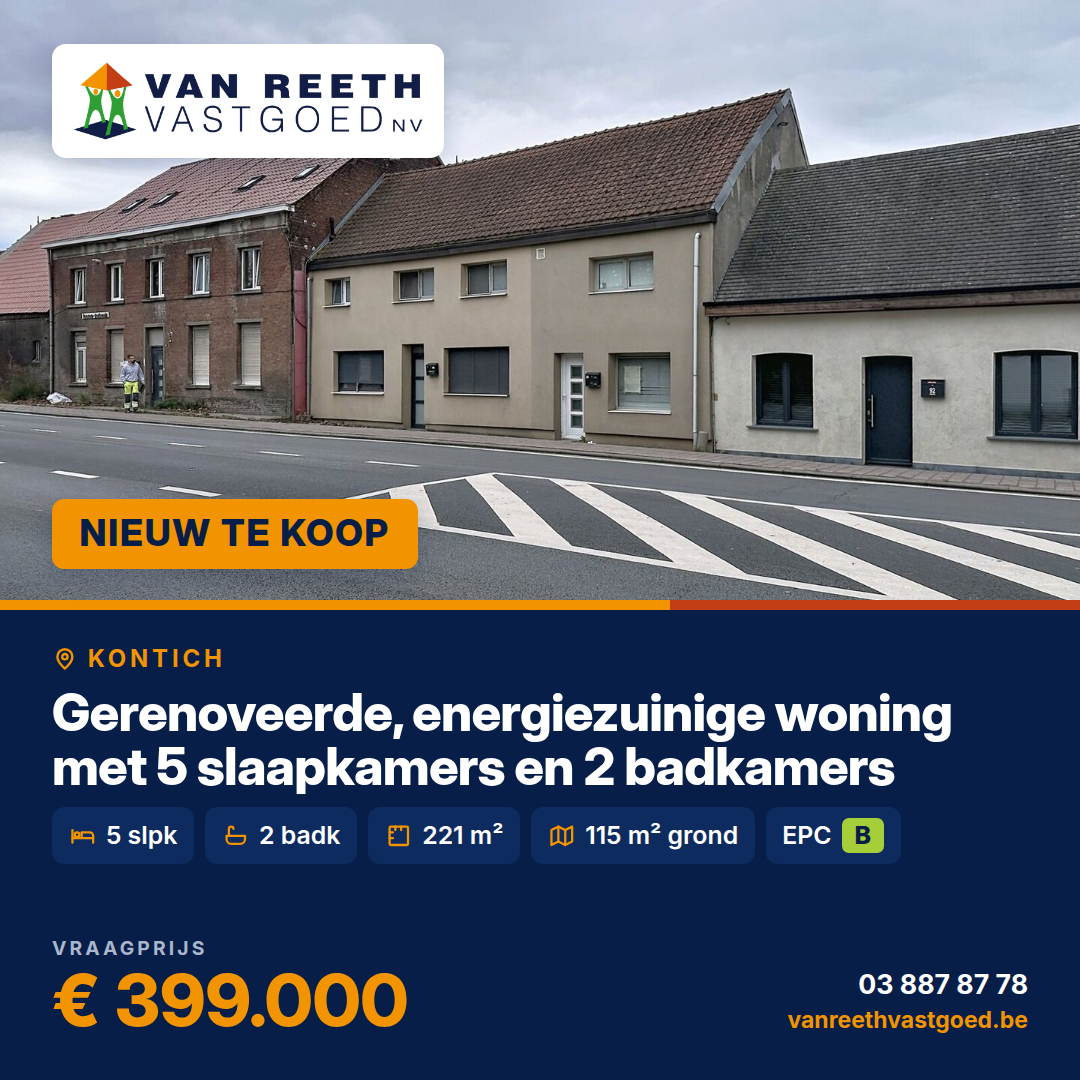 VAN REETH
VASTGOED NV
NIEUW TE KOOP
KONTICH
Gerenoveerde, energiezuinige woning
met 5 slaapkamers en 2 badkamers
5 slpk
2 badk
221 m²
115 m² grond
EPC B
VRAAGPRIJS
€ 399.000
03 887 87 78
vanreethvastgoed.be